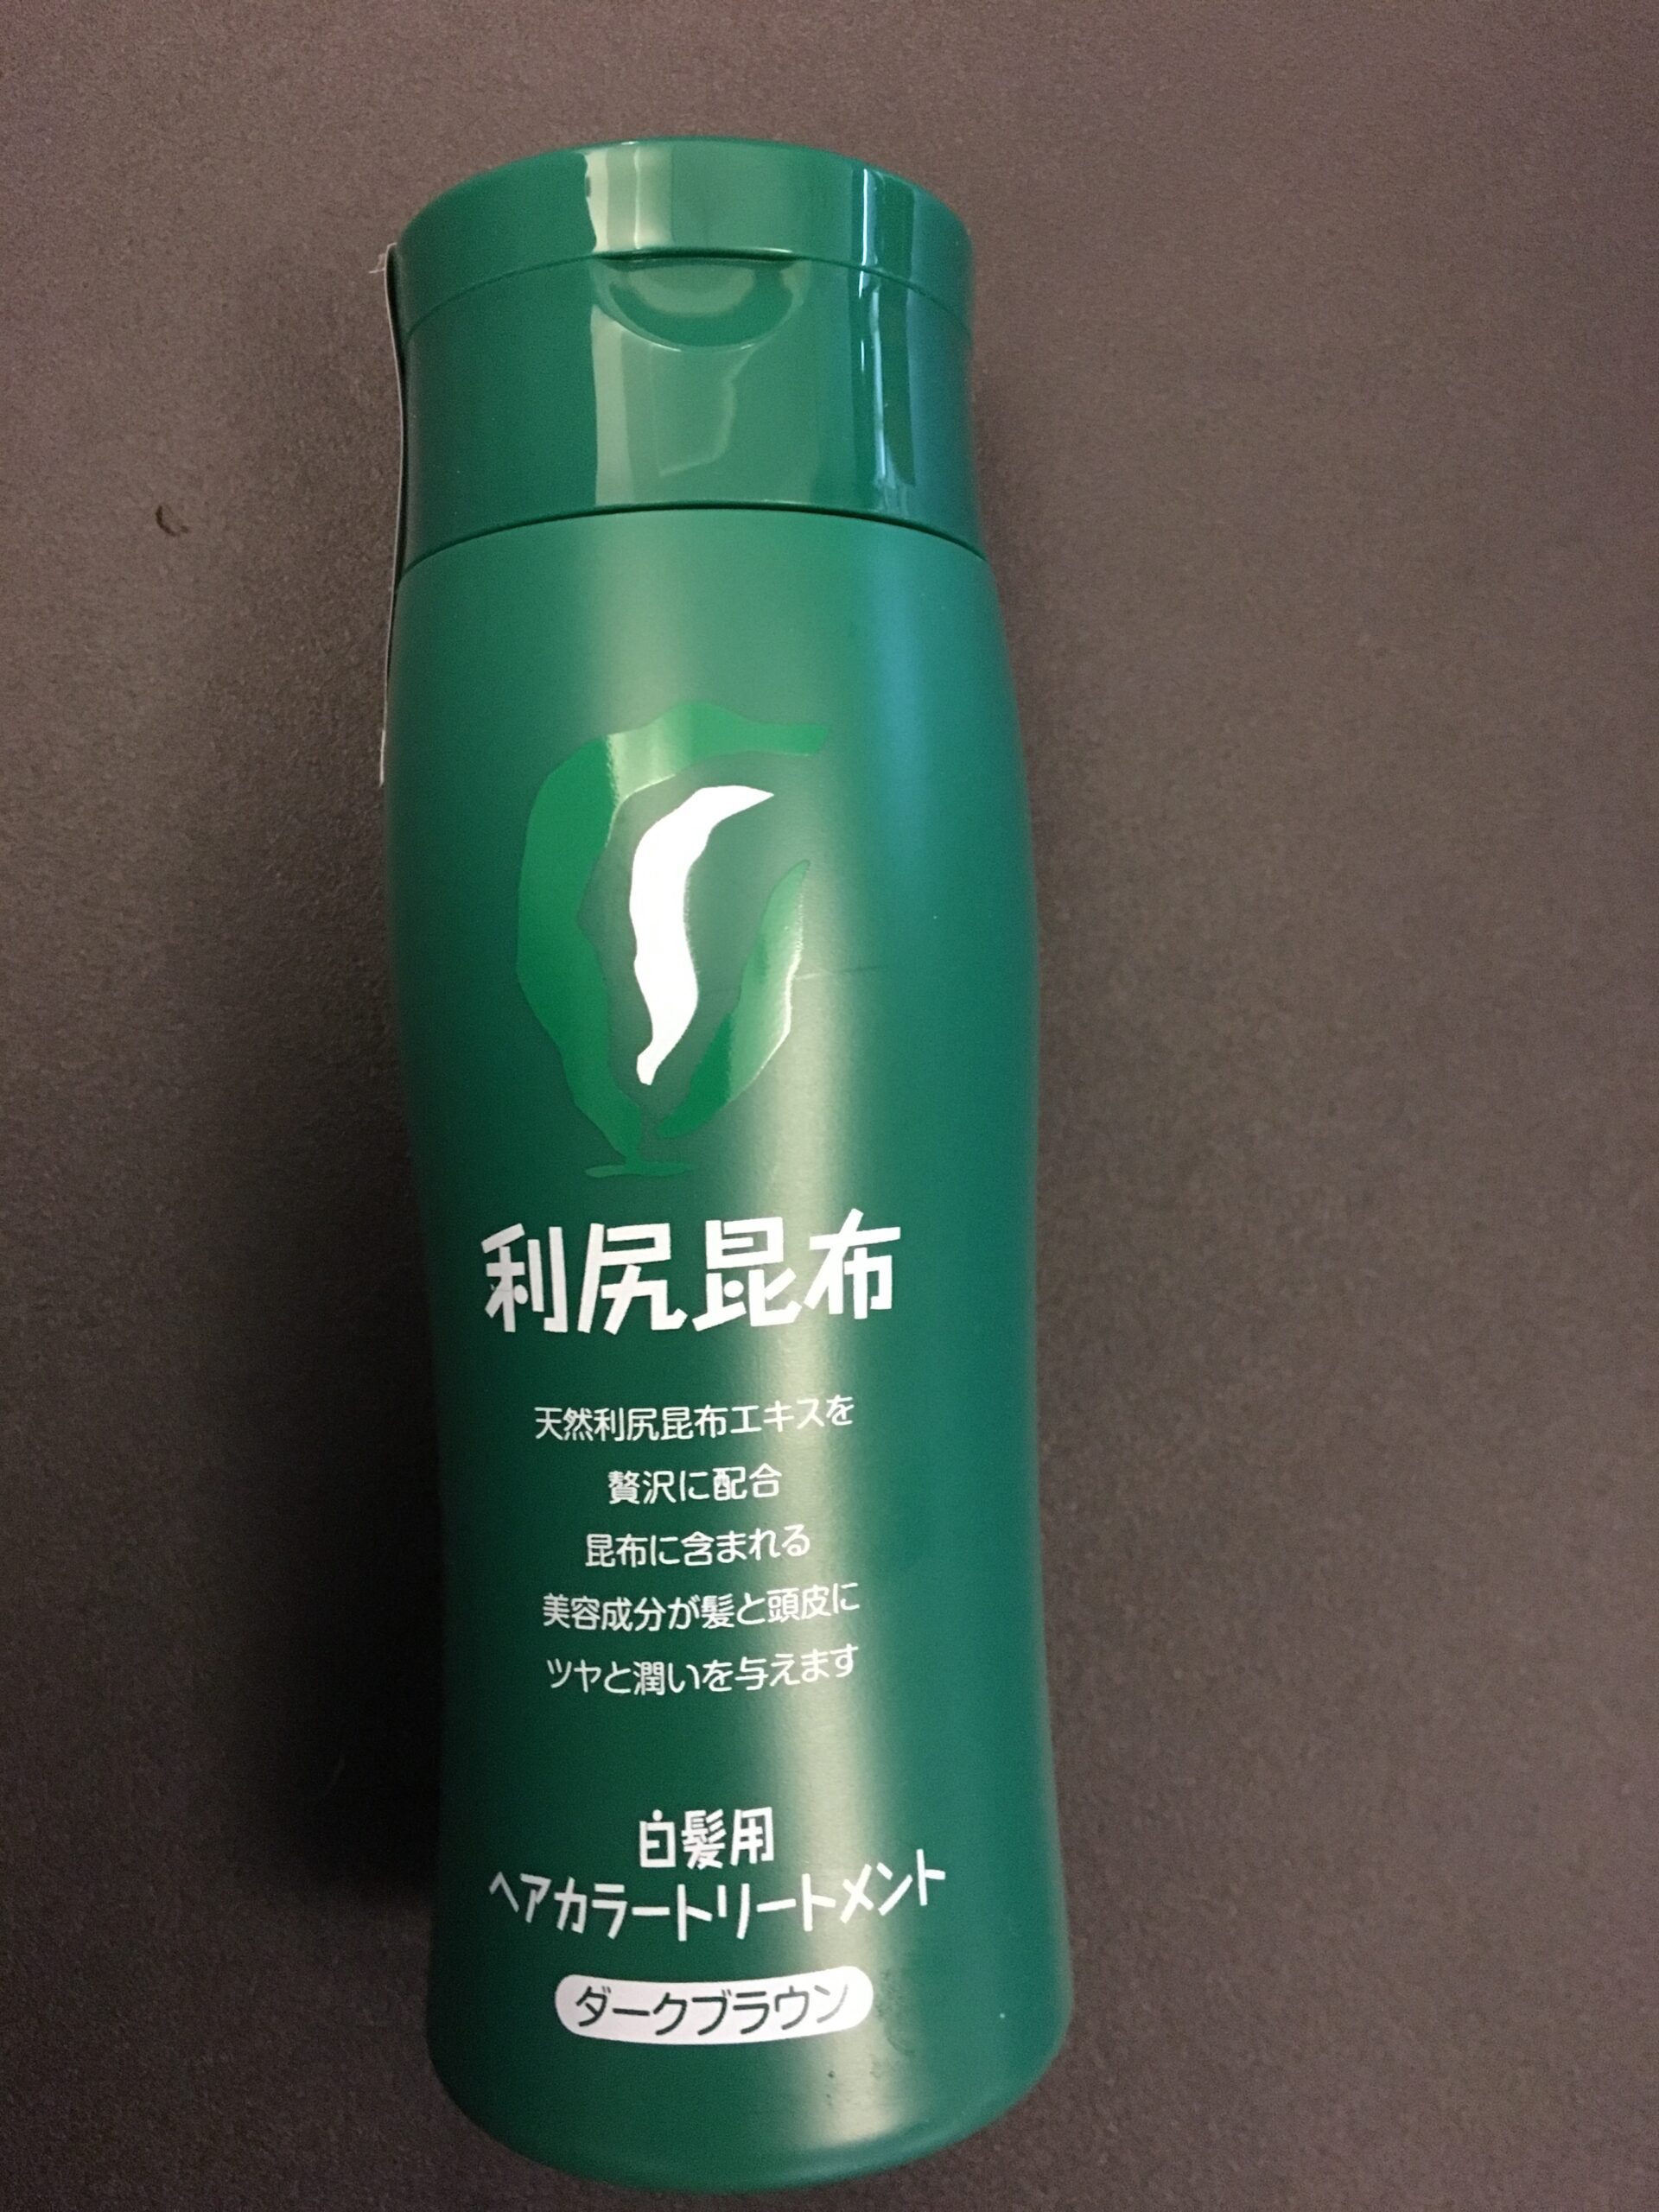 利尻昆布
天然利尻昆布エキスを
贅沢に配合
昆布に含まれる
美容成分が髪と頭皮に
ツヤと潤いを与えます
白髪用
ヘアカラートリートメント
ダークブラウン